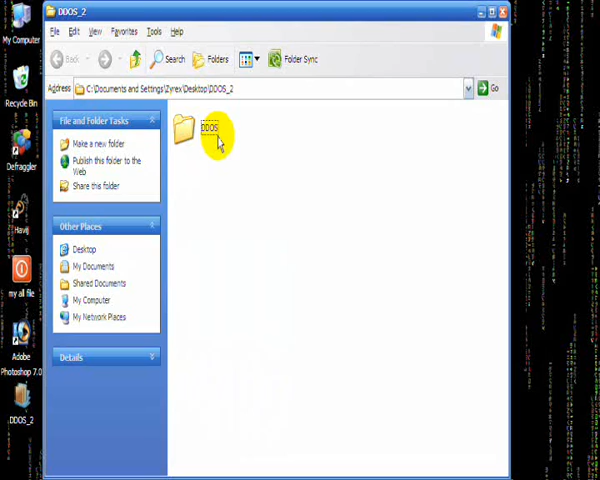 DDOS_2
File Edit View Favorites Tools Help
Back Search Folders Folder Sync
Address C:\Documents and Settings\Zyrex\Desktop\DDOS_2 Go
My Computer
Recycle Bin
Defraggler
Havij
my all file
Adobe
Photoshop 7.0
DDOS_2
File and Folder Tasks
Make a new folder
Publish this folder to the
Web
Share this folder
Other Places
Desktop
My Documents
Shared Documents
My Computer
My Network Places
Details
DDOS